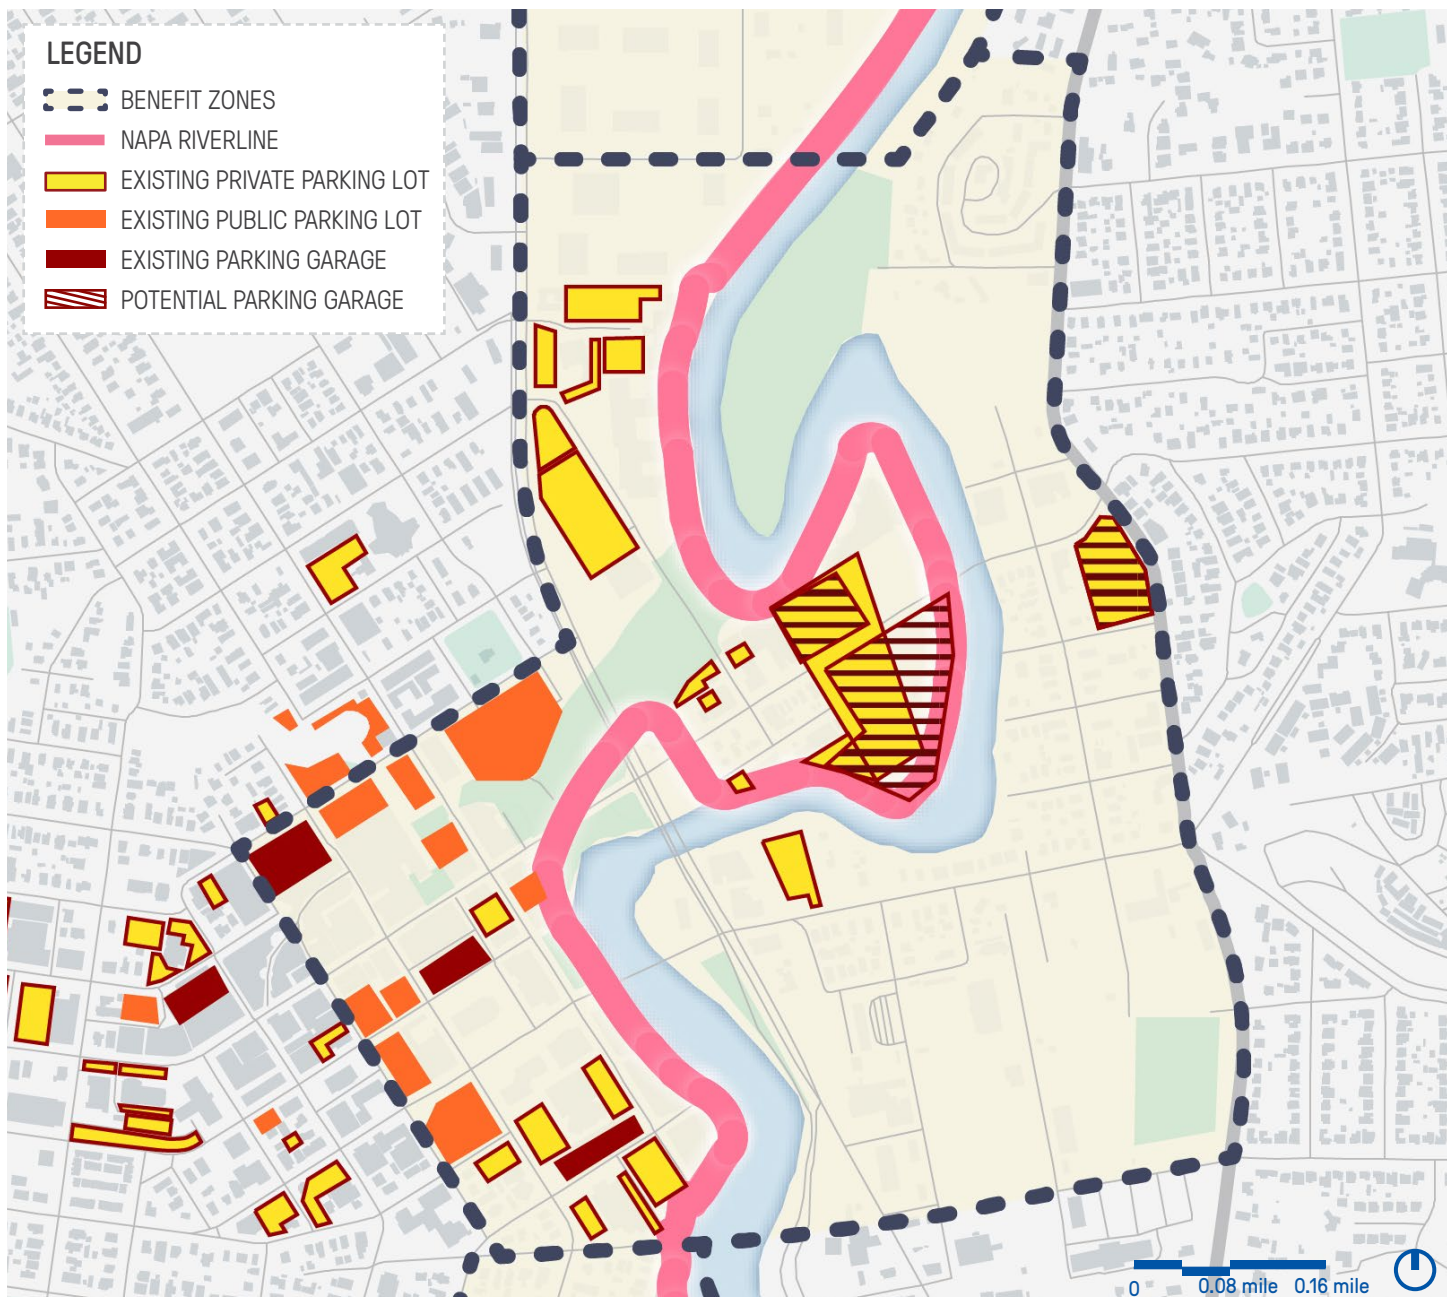 LEGEND
BENEFIT ZONES
NAPA RIVERLINE
EXISTING PRIVATE PARKING LOT
EXISTING PUBLIC PARKING LOT
EXISTING PARKING GARAGE
POTENTIAL PARKING GARAGE
0 0.08 mile 0.16 mile